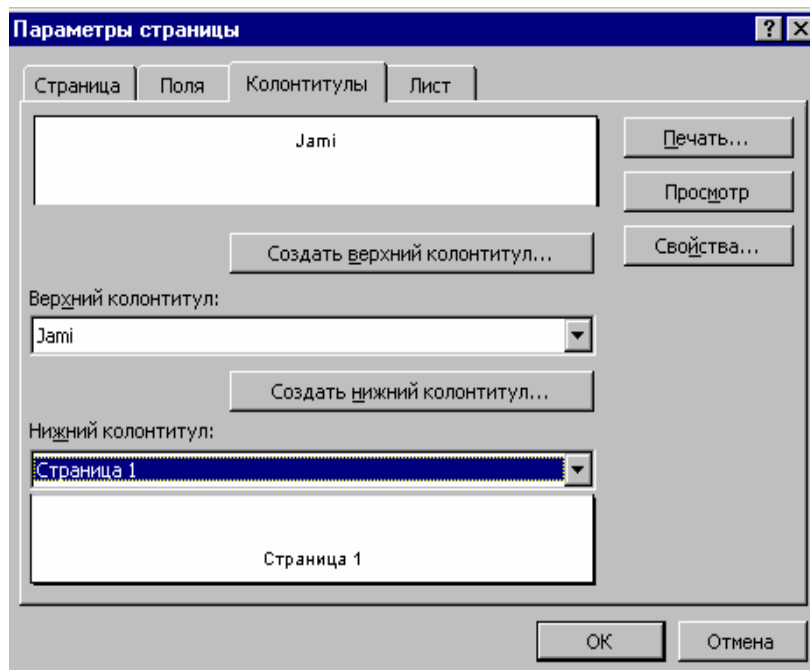 Параметры страницы
Страница Поля Колонтитулы Лист
Jami
Печать...
Просмотр
Свойства...
Создать верхний колонтитул...
Верхний колонтитул:
Jami
Создать нижний колонтитул...
Нижний колонтитул:
Страница 1
Страница 1
ОК Отмена